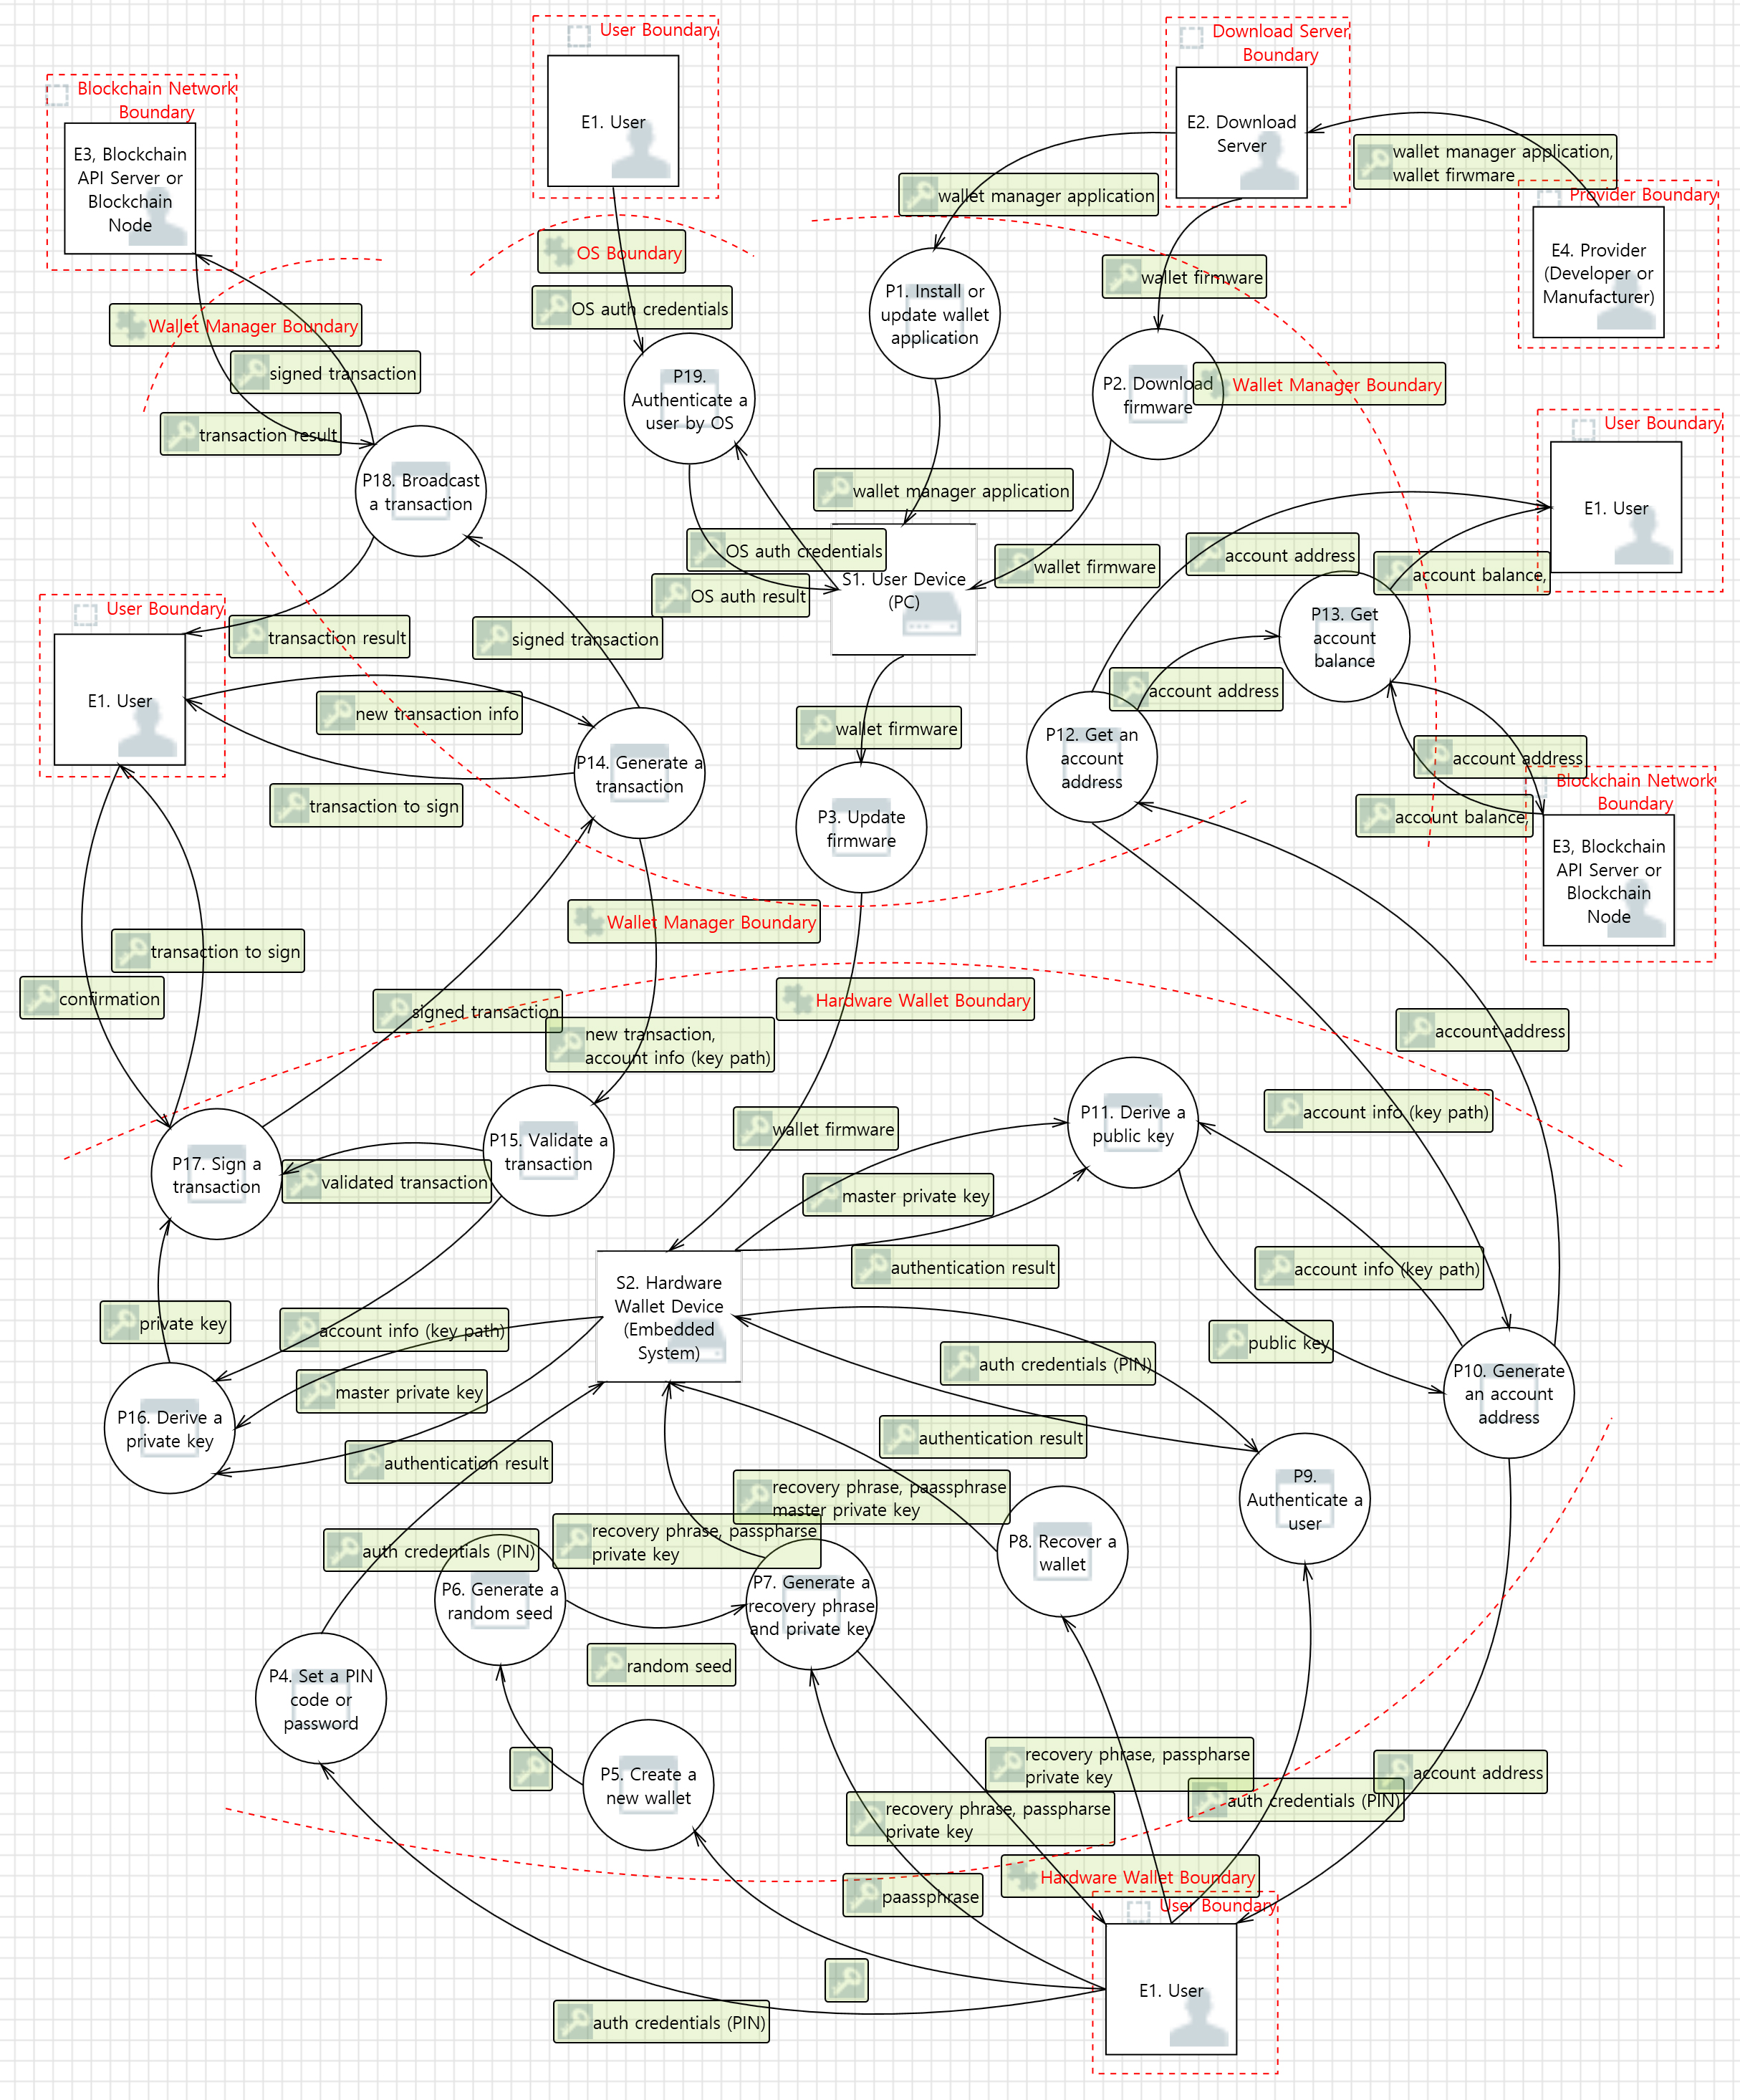 User Boundary
Download Server
Boundary
Blockchain Network
Boundary
E1. User
E2. Download
Server
E3, Blockchain
API Server or
Blockchain
Node
wallet manager application,
wallet firwmare
Provider Boundary
wallet manager application
E4. Provider
(Developer or
Manufacturer)
OS Boundary
wallet firmware
OS auth credentials
P1. Install or
update wallet
application
Wallet Manager Boundary
signed transaction
P19.
Authenticate a
user by OS
P2. Download
firmware
Wallet Manager Boundary
transaction result
User Boundary
P18. Broadcast
a transaction
wallet manager application
E1. User
OS auth credentials
wallet firmware
account address
account balance,
OS auth result
S1. User Device
(PC)
User Boundary
transaction result
signed transaction
P13. Get
account
balance
E1. User
account address
new transaction info
wallet firmware
P12. Get an
account
address
account address
P14. Generate a
transaction
Blockchain Network
Boundary
transaction to sign
account balance,
P3. Update
firmware
E3, Blockchain
API Server or
Blockchain
Node
Wallet Manager Boundary
transaction to sign
confirmation
Hardware Wallet Boundary
signed transaction
account address
new transaction,
account info (key path)
account info (key path)
P11. Derive a
public key
wallet firmware
P15. Validate a
transaction
P17. Sign a
transaction
validated transaction
master private key
authentication result
account info (key path)
S2. Hardware
Wallet Device
(Embedded
System)
private key
account info (key path)
public key
auth credentials (PIN)
P10. Generate
an account
address
master private key
P16. Derive a
private key
authentication result
authentication result
P9.
Authenticate a
user
recovery phrase, paassphrase
master private key
recovery phrase, passpharse
private key
auth credentials (PIN)
P8. Recover a
wallet
P6. Generate a
random seed
P7. Generate a
recovery phrase
and private key
random seed
P4. Set a PIN
code or
password
recovery phrase, passpharse
private key
account address
P5. Create a
new wallet
auth credentials (PIN)
recovery phrase, passpharse
private key
Hardware Wallet Boundary
paassphrase
User Boundary
E1. User
auth credentials (PIN)